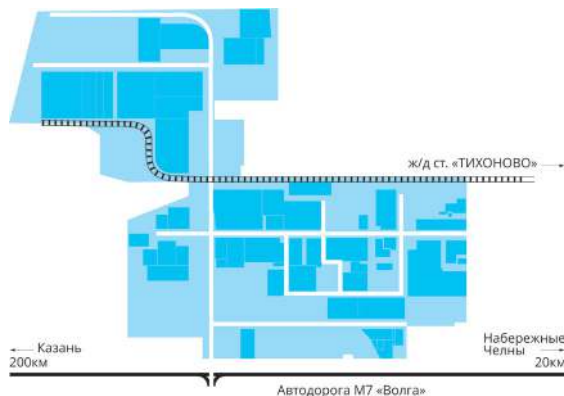 ж/д ст. «ТИХОНОВО»
Казань
200км
Набережные
Челны
20км
Автодорога М7 «Волга»